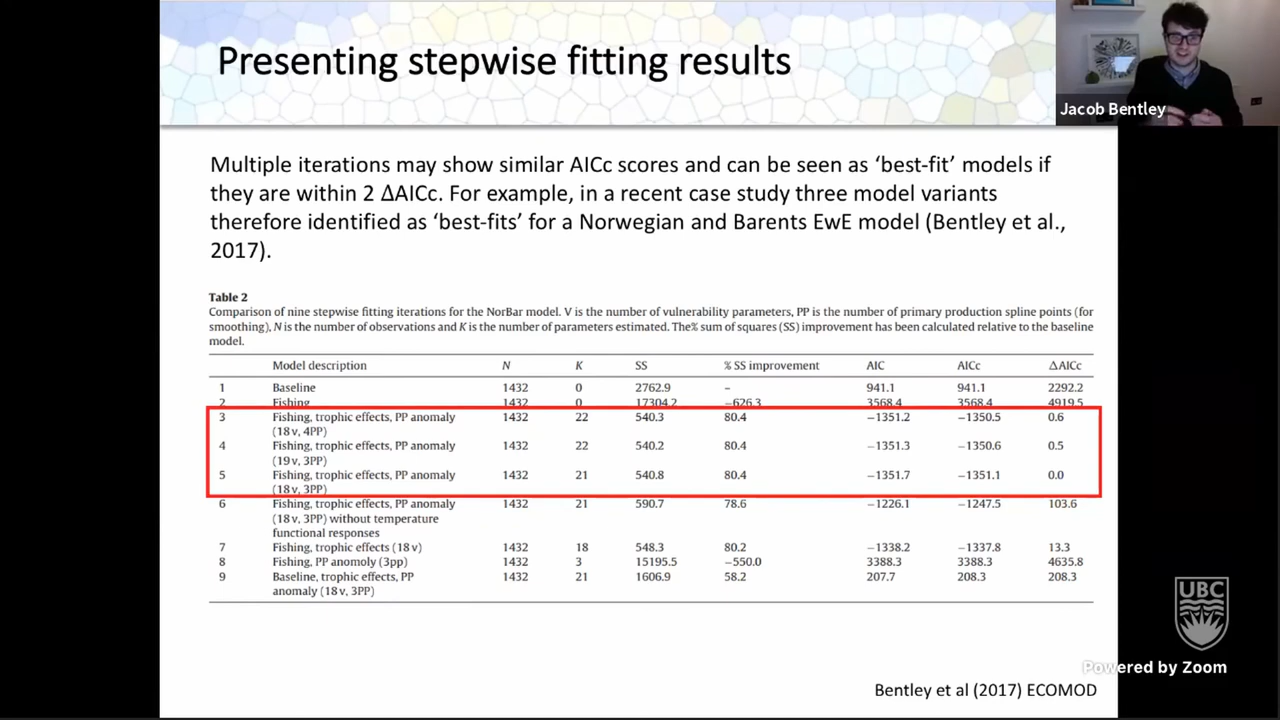 Presenting stepwise fitting results
Jacob Bentley
Multiple iterations may show similar AICc scores and can be seen as ‘best-fit’ models if
they are within 2 ΔAICc. For example, in a recent case study three model variants
therefore identified as ‘best-fits’ for a Norwegian and Barents EwE model (Bentley et al.,
2017).
Table 2
Comparison of nine stepwise fitting iterations for the NorBar model. V is the number of vulnerability parameters, PP is the number of primary production spline points (for
smoothing), N is the number of observations and K is the number of parameters estimated. The% sum of squares (SS) improvement has been calculated relative to the baseline
model.
Model description N K SS % SS improvement AIC AICc ΔAICc
1 Baseline 1432 0 2762.9 – 941.1 941.1 2292.2
2 Fishing 1432 0 17304.2 −626.3 3568.4 3568.4 4919.5
3 Fishing, trophic effects, PP anomaly 1432 22 540.3 80.4 −1351.2 −1350.5 0.6
(18 v, 4PP)
4 Fishing, trophic effects, PP anomaly 1432 22 540.2 80.4 −1351.3 −1350.6 0.5
(19 v, 3PP)
5 Fishing, trophic effects, PP anomaly 1432 21 540.8 80.4 −1351.7 −1351.1 0.0
(18 v, 3PP)
6 Fishing, trophic effects, PP anomaly 1432 21 590.7 78.6 −1226.1 −1247.5 103.6
(18 v, 3PP) without temperature
functional responses
7 Fishing, trophic effects (18 v) 1432 18 548.3 80.2 −1338.2 −1337.8 13.3
8 Fishing, PP anomoly (3pp) 1432 3 15195.5 −550.0 3388.3 3388.3 4635.8
9 Baseline, trophic effects, PP 1432 21 1606.9 58.2 207.7 208.3 208.3
anomaly (18 v, 3PP)
UBC
Powered by Zoom
Bentley et al (2017) ECOMOD